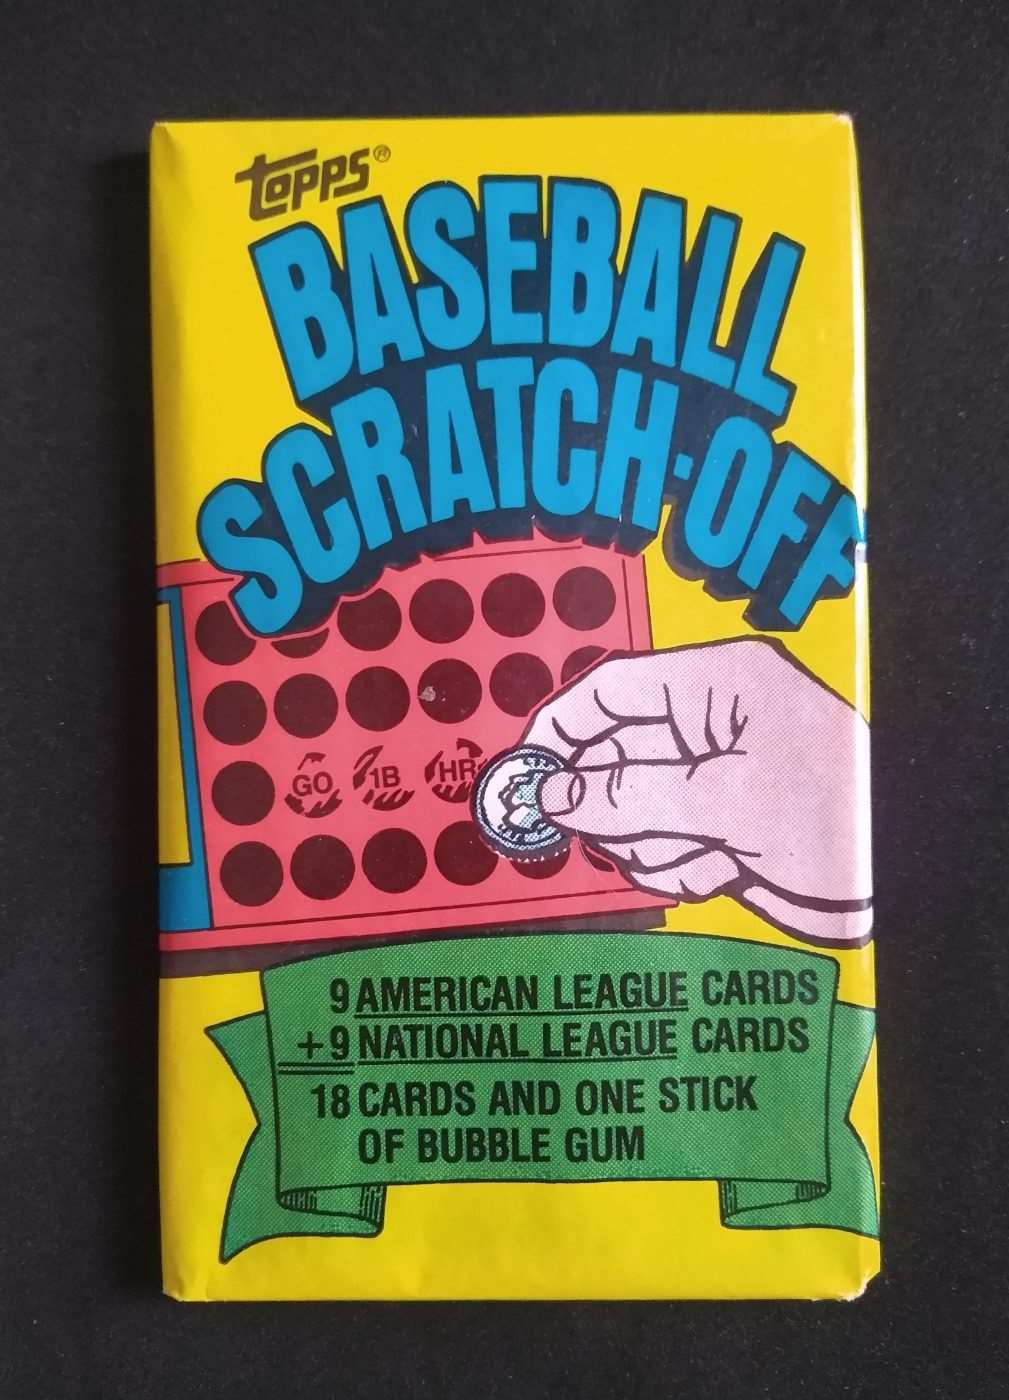 Topps®
BASEBALL
SCRATCH-OFF
GO 1B HR
9 AMERICAN LEAGUE CARDS
+9 NATIONAL LEAGUE CARDS
18 CARDS AND ONE STICK
OF BUBBLE GUM